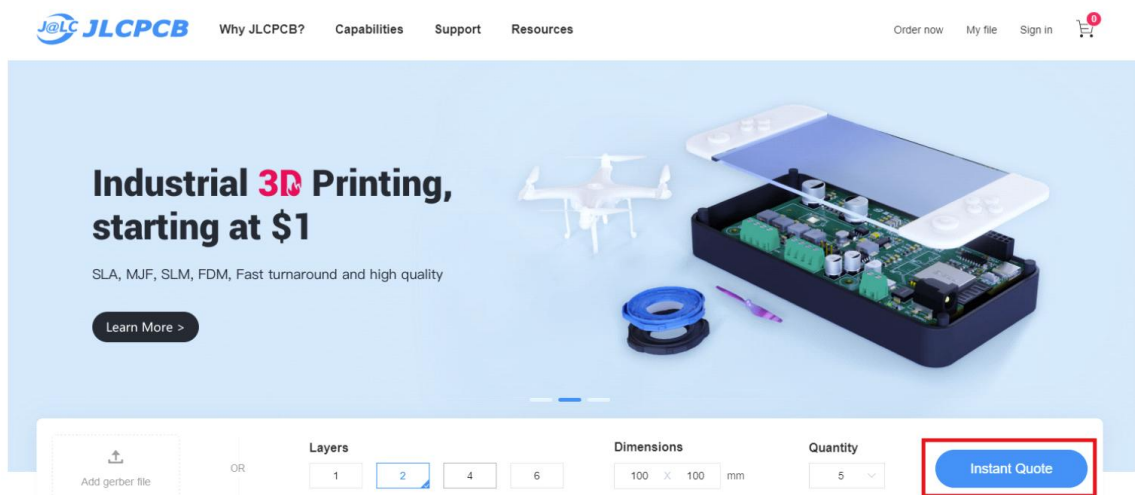 J@LC JLCPCB Why JLCPCB? Capabilities Support Resources Order now My file Sign in 0
Industrial 3D Printing,
starting at $1
SLA, MJF, SLM, FDM, Fast turnaround and high quality
Learn More >
Layers Dimensions Quantity
Add gerber file OR 1 2 4 6 100 X 100 mm 5 Instant Quote